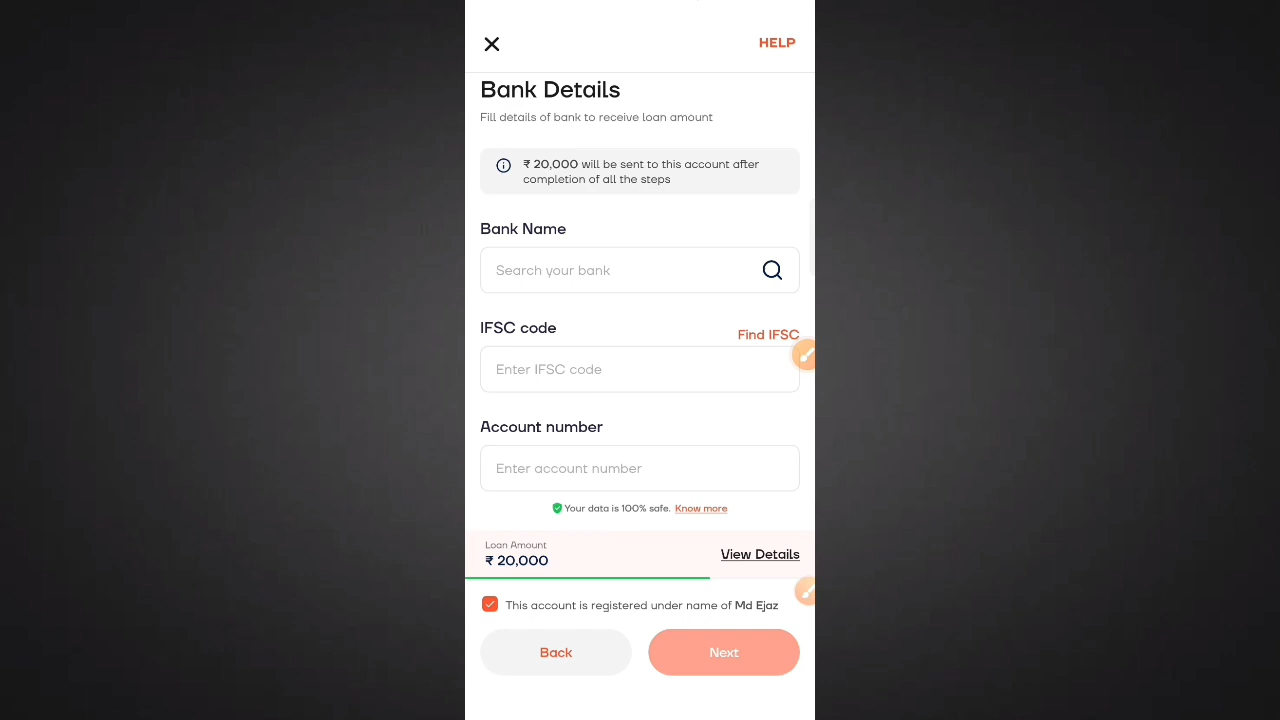 HELP
Bank Details
Fill details of bank to receive loan amount
₹ 20,000 will be sent to this account after
completion of all the steps
Bank Name
Search your bank
IFSC code
Find IFSC
Enter IFSC code
Account number
Enter account number
Your data is 100% safe. Know more
Loan Amount
₹ 20,000
View Details
This account is registered under name of Md Ejaz
Back
Next